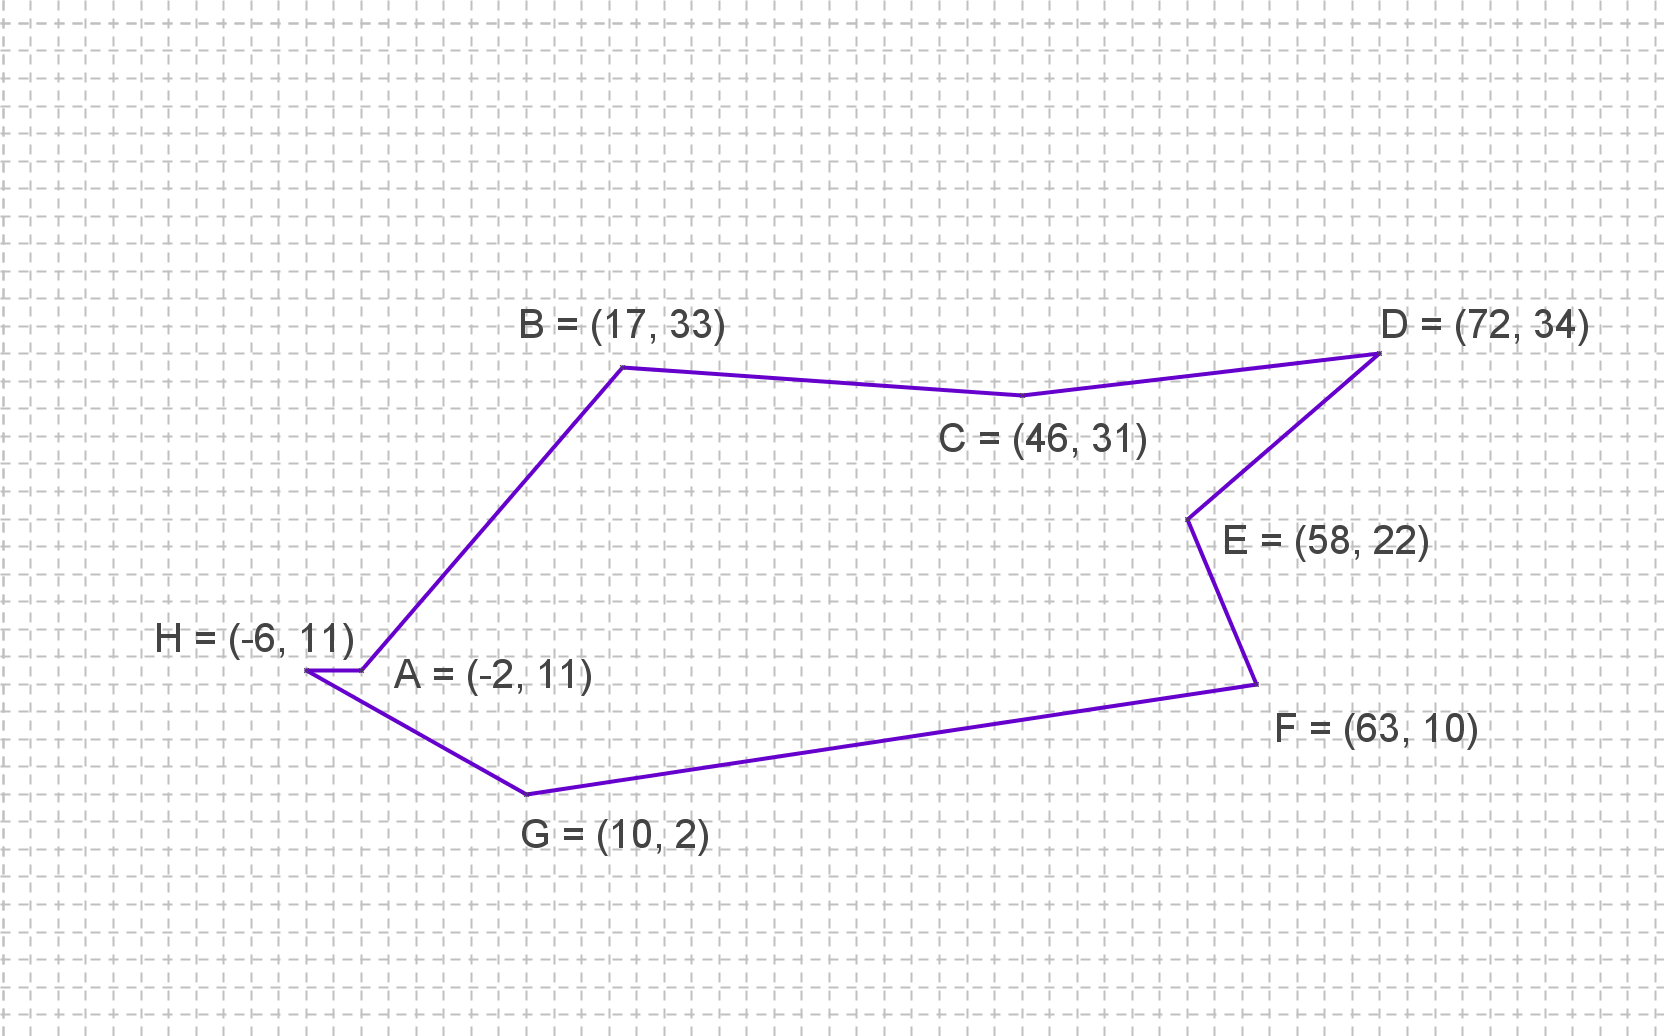 B = (17, 33)
D = (72, 34)
C = (46, 31)
E = (58, 22)
H = (-6, 11)
A = (-2, 11)
F = (63, 10)
G = (10, 2)